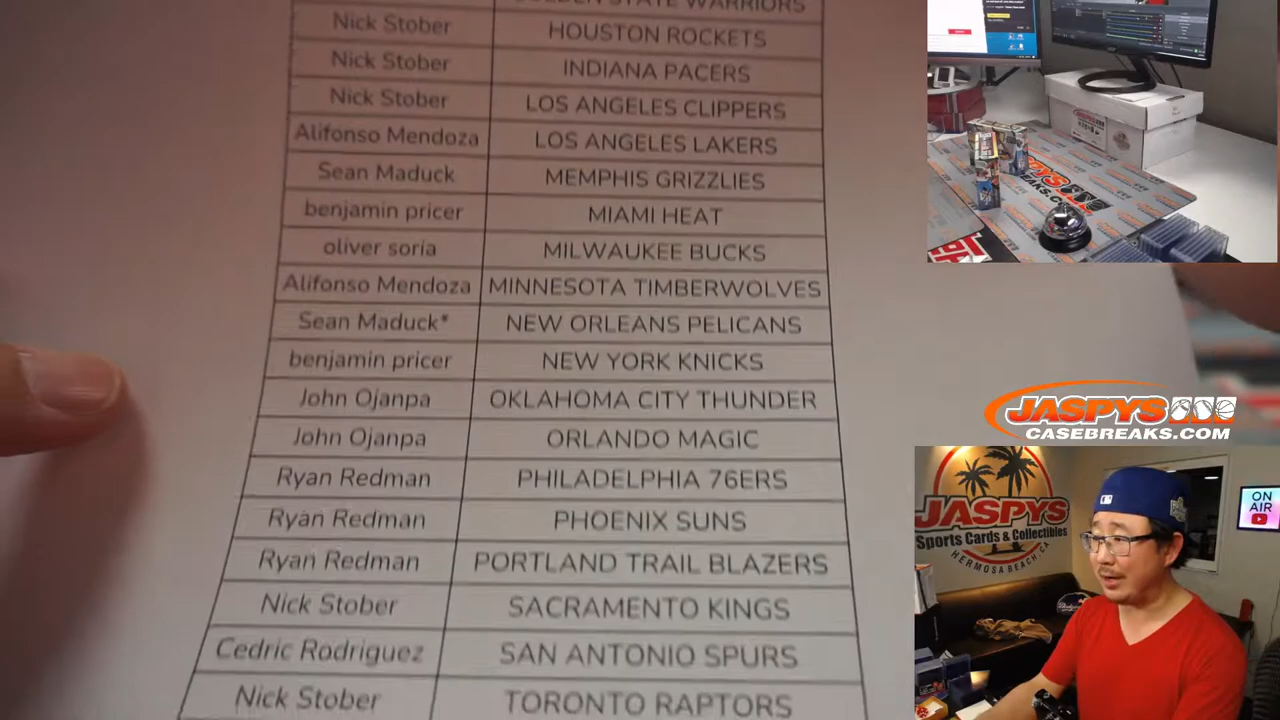 GOLDEN STATE WARRIORS
Nick Stober HOUSTON ROCKETS
Nick Stober INDIANA PACERS
Nick Stober LOS ANGELES CLIPPERS
Alifonso Mendoza LOS ANGELES LAKERS
Sean Maduck MEMPHIS GRIZZLIES
benjamin pricer MIAMI HEAT
oliver soria MILWAUKEE BUCKS
Alifonso Mendoza MINNESOTA TIMBERWOLVES
Sean Maduck* NEW ORLEANS PELICANS
benjamin pricer NEW YORK KNICKS
John Ojanpa OKLAHOMA CITY THUNDER
John Ojanpa ORLANDO MAGIC
Ryan Redman PHILADELPHIA 76ERS
Ryan Redman PHOENIX SUNS
Ryan Redman PORTLAND TRAIL BLAZERS
Nick Stober SACRAMENTO KINGS
Cedric Rodriguez SAN ANTONIO SPURS
Nick Stober TORONTO RAPTORS
JASPYS
CASEBREAKS.COM
JASPYS
Sports Cards & Collectibles
HERMOSA BEACH, CA
ON
AIR